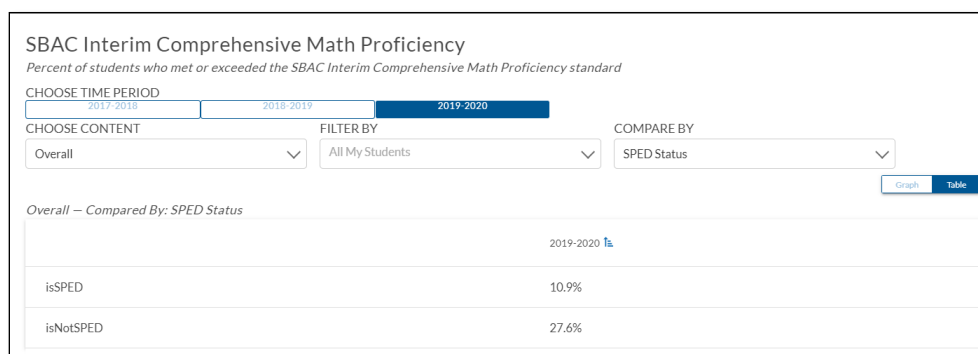 SBAC Interim Comprehensive Math Proficiency
Percent of students who met or exceeded the SBAC Interim Comprehensive Math Proficiency standard
CHOOSE TIME PERIOD
2017-2018 2018-2019 2019-2020
CHOOSE CONTENT FILTER BY COMPARE BY
Overall All My Students SPED Status
Graph Table
Overall — Compared By: SPED Status
2019-2020
isSPED 10.9%
isNotSPED 27.6%